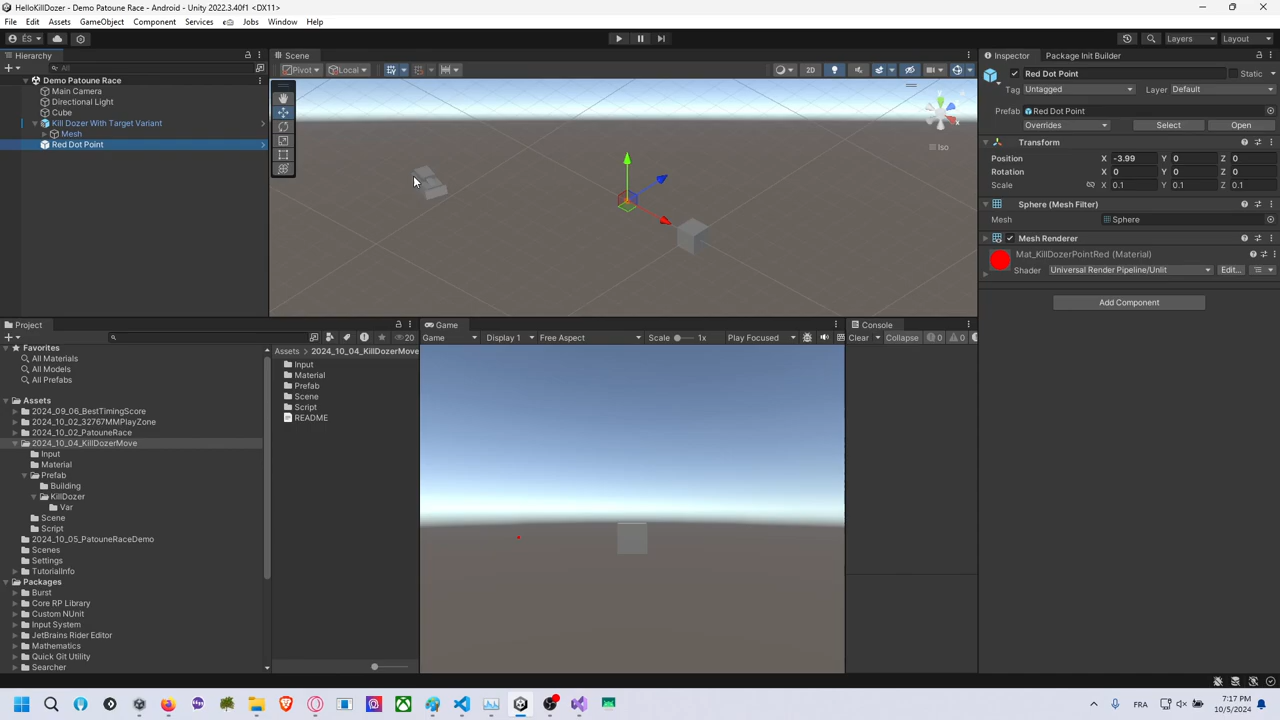 HelloKillDozer - Demo Patoune Race - Android - Unity 2022.3.40f1 <DX11>
File Edit Assets GameObject Component Services Jobs Window Help
ÉS Layers Layout
Hierarchy Scene Inspector Package Init Builder
All Pivot Local 2D Red Dot Point Static
Demo Patoune Race Tag Untagged Layer Default
Main Camera
Directional Light Prefab Red Dot Point
Cube Overrides Select Open
Kill Dozer With Target Variant
Mesh Transform
Red Dot Point Iso
Position X -3.99 Y 0 Z 0
Rotation X 0 Y 0 Z 0
Scale X 0.1 Y 0.1 Z 0.1
Sphere (Mesh Filter)
Mesh Sphere
Mesh Renderer
Mat_KillDozerPointRed (Material)
Shader Universal Render Pipeline/Unlit Edit...
Add Component
Project Game Console
20 Game Display 1 Free Aspect Scale 1x Play Focused Clear Collapse 0 0
Favorites
All Materials
All Models
All Prefabs
Assets
2024_09_06_BestTimingScore
2024_10_02_32767MMPlayZone
2024_10_02_PatouneRace
2024_10_04_KillDozerMove
Input
Material
Prefab
Building
KillDozer
Var
Scene
Script
2024_10_05_PatouneRaceDemo
Scenes
Settings
TutorialInfo
Packages
Burst
Core RP Library
Custom NUnit
Input System
JetBrains Rider Editor
Mathematics
Quick Git Utility
Searcher
Assets > 2024_10_04_KillDozerMove
Input
Material
Prefab
Scene
Script
README
FRA 7:17 PM
10/5/2024